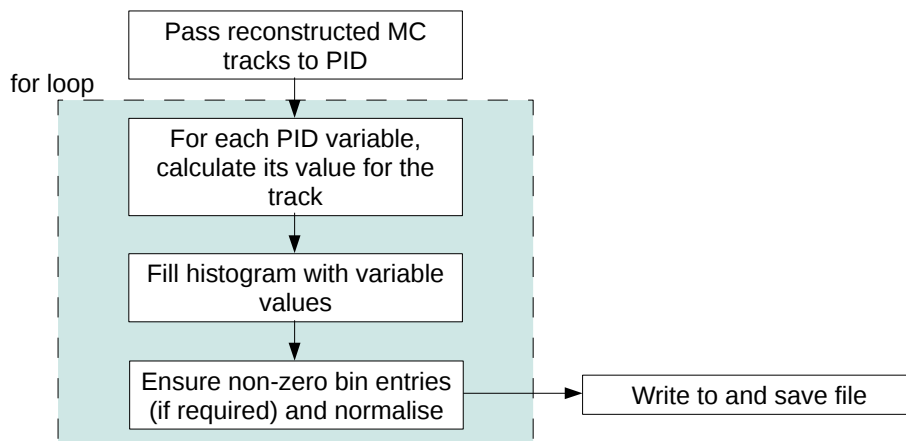 Pass reconstructed MC
tracks to PID
for loop
For each PID variable,
calculate its value for the
track
Fill histogram with variable
values
Ensure non-zero bin entries
(if required) and normalise
Write to and save file